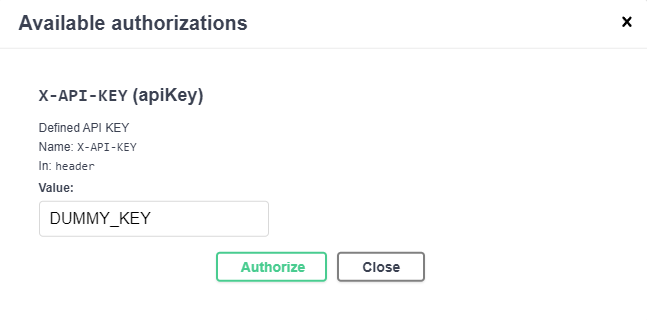 Available authorizations
×
X-API-KEY (apiKey)
Defined API KEY
Name: X-API-KEY
In: header
Value:
DUMMY_KEY
Authorize
Close